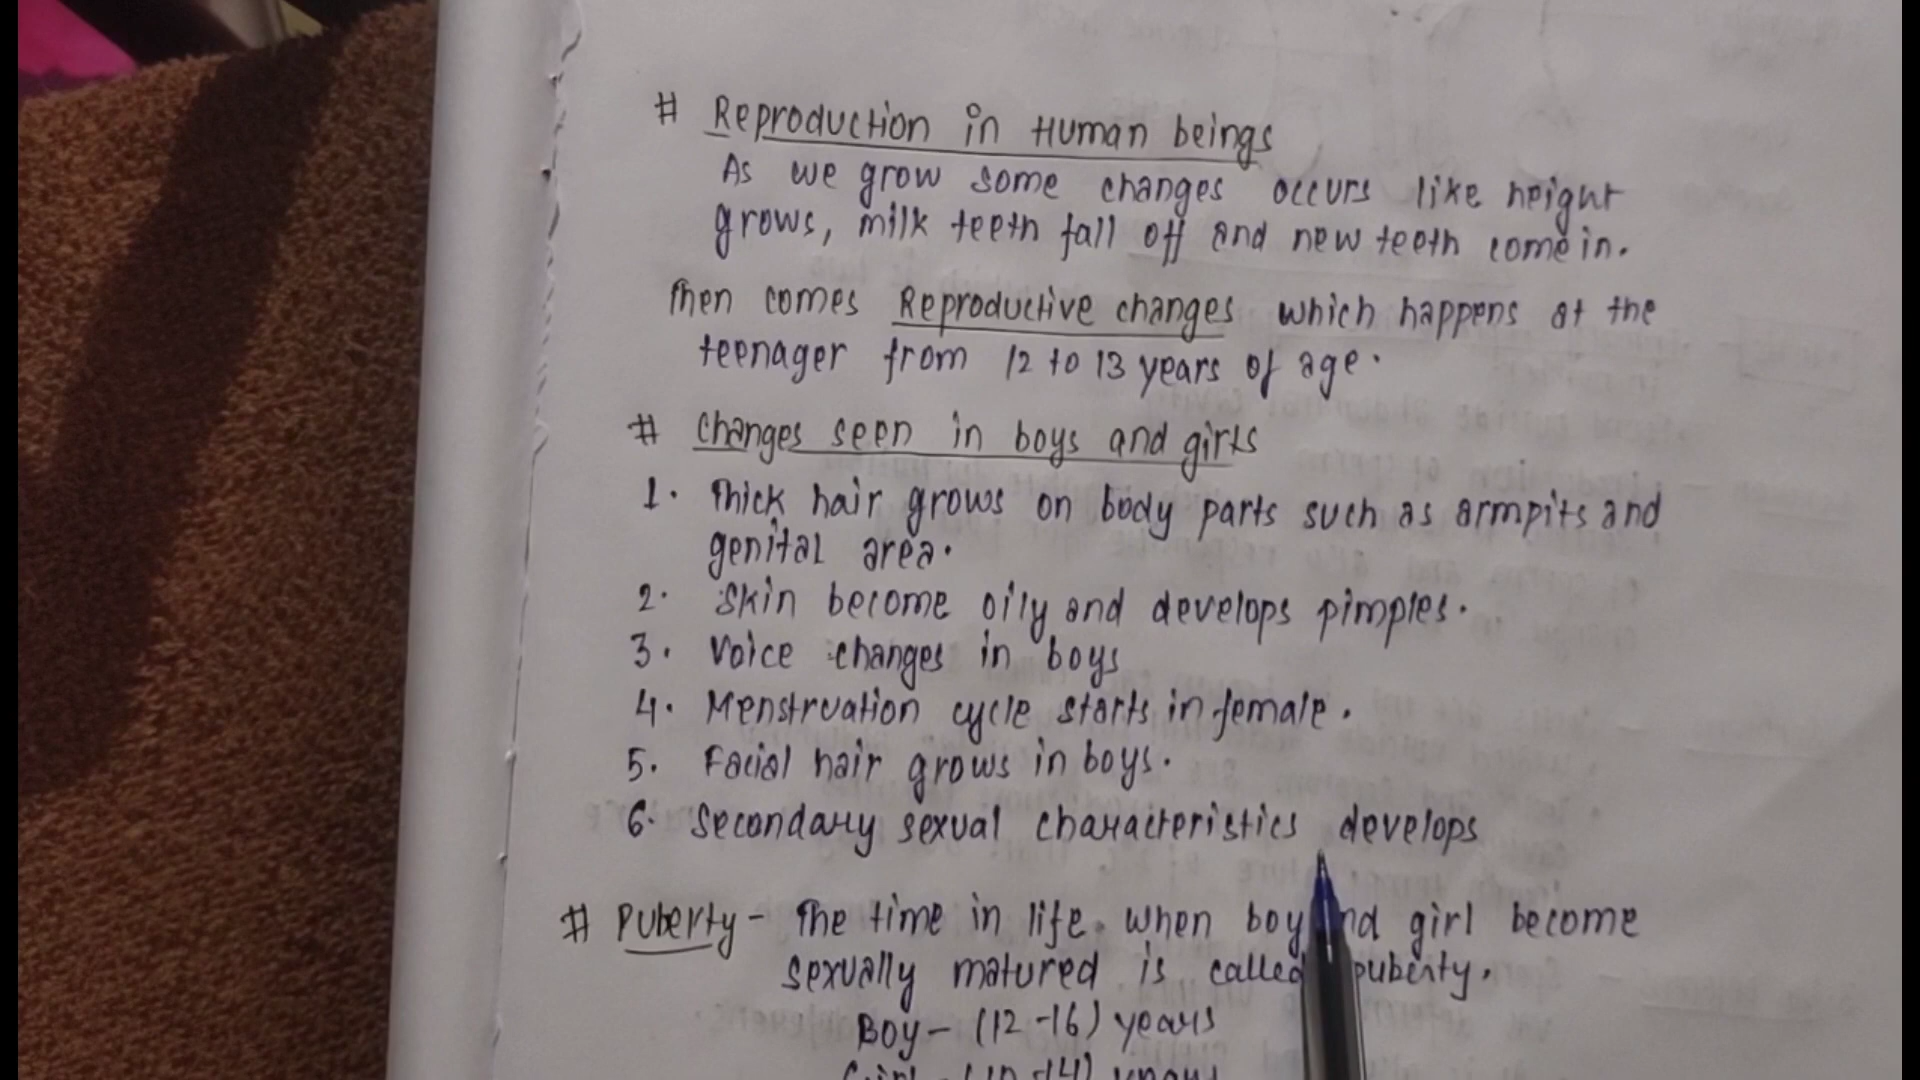 # Reproduction in Human beings
As we grow some changes occurs like height
grows, milk teeth fall off and new teeth come in.
Then comes Reproductive changes which happens at the
teenager from 12 to 13 years of age.
# Changes seen in boys and girls
1. Thick hair grows on body parts such as armpits and
genital area.
2. Skin become oily and develops pimples.
3. Voice changes in boys
4. Menstruation cycle starts in female.
5. Facial hair grows in boys.
6. Secondary sexual characteristics develops
# Puberty - The time in life when boy and girl become
sexually matured is called puberty.
Boy - (12-16) years